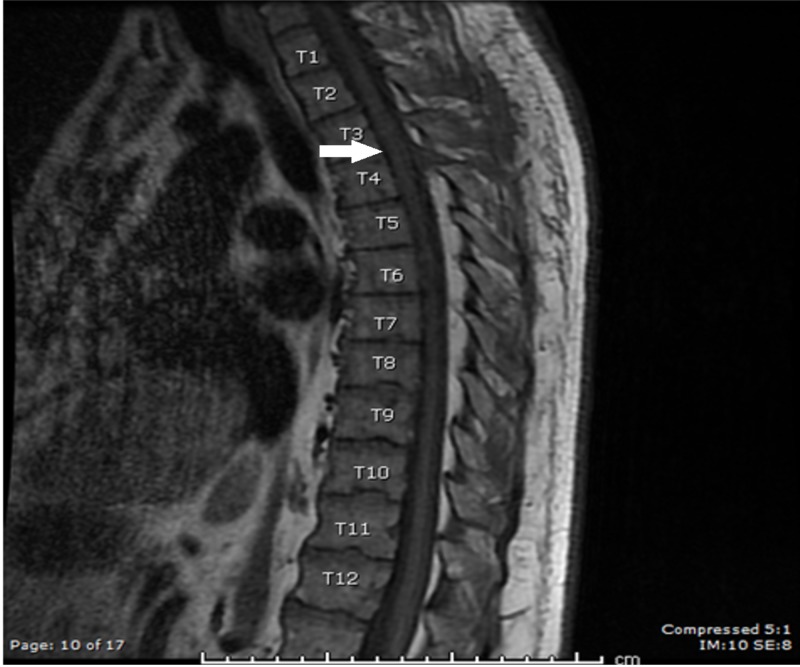 T1
T2
T3
T4
T5
T6
T7
T8
T9
T10
T11
T12
Page: 10 of 17
Compressed 5:1
IM:10 SE:8
cm